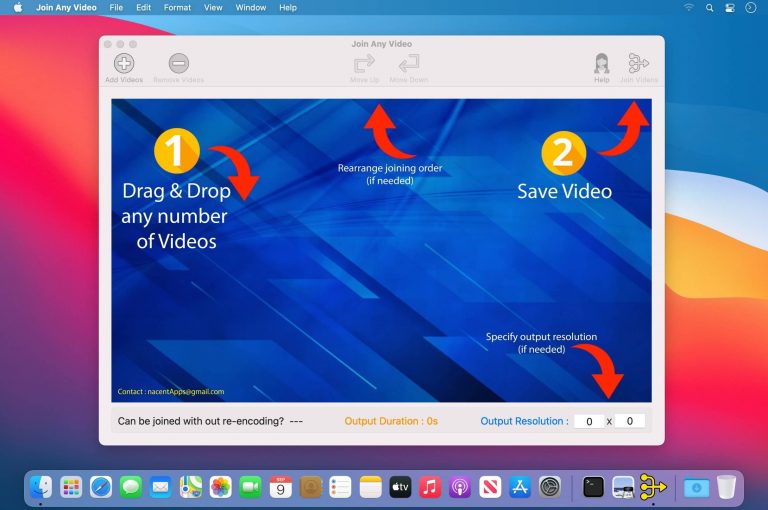 Join Any Video File Edit Format View Window Help
Join Any Video
Add Videos Remove Videos Move Up Move Down Help Join Videos
1
Drag & Drop
any number
of Videos
Rearrange joining order
(if needed)
2
Save Video
Specify output resolution
(if needed)
Contact : nacentApps@gmail.com
Can be joined with out re-encoding? --- Output Duration : 0s Output Resolution : 0 x 0
SEP
9
tv